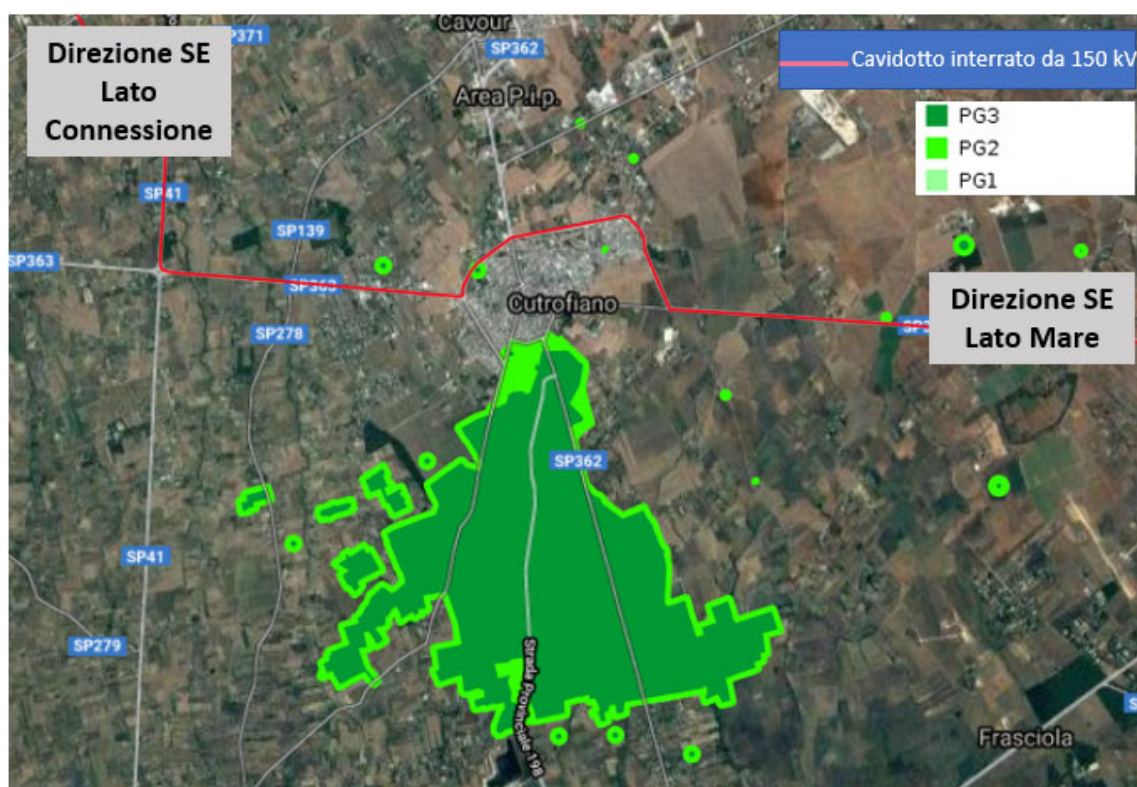 Cavour
Direzione SE
Lato
Connessione
SP371
SP362
Cavidotto interrato da 150 kV
Area P.i.p.
PG3
PG2
PG1
SP41
SP139
SP363
SP363
Cutrofiano
Direzione SE
Lato Mare
SP278
SP362
SP41
SP279
Strada Provinciale 198
Frasciola